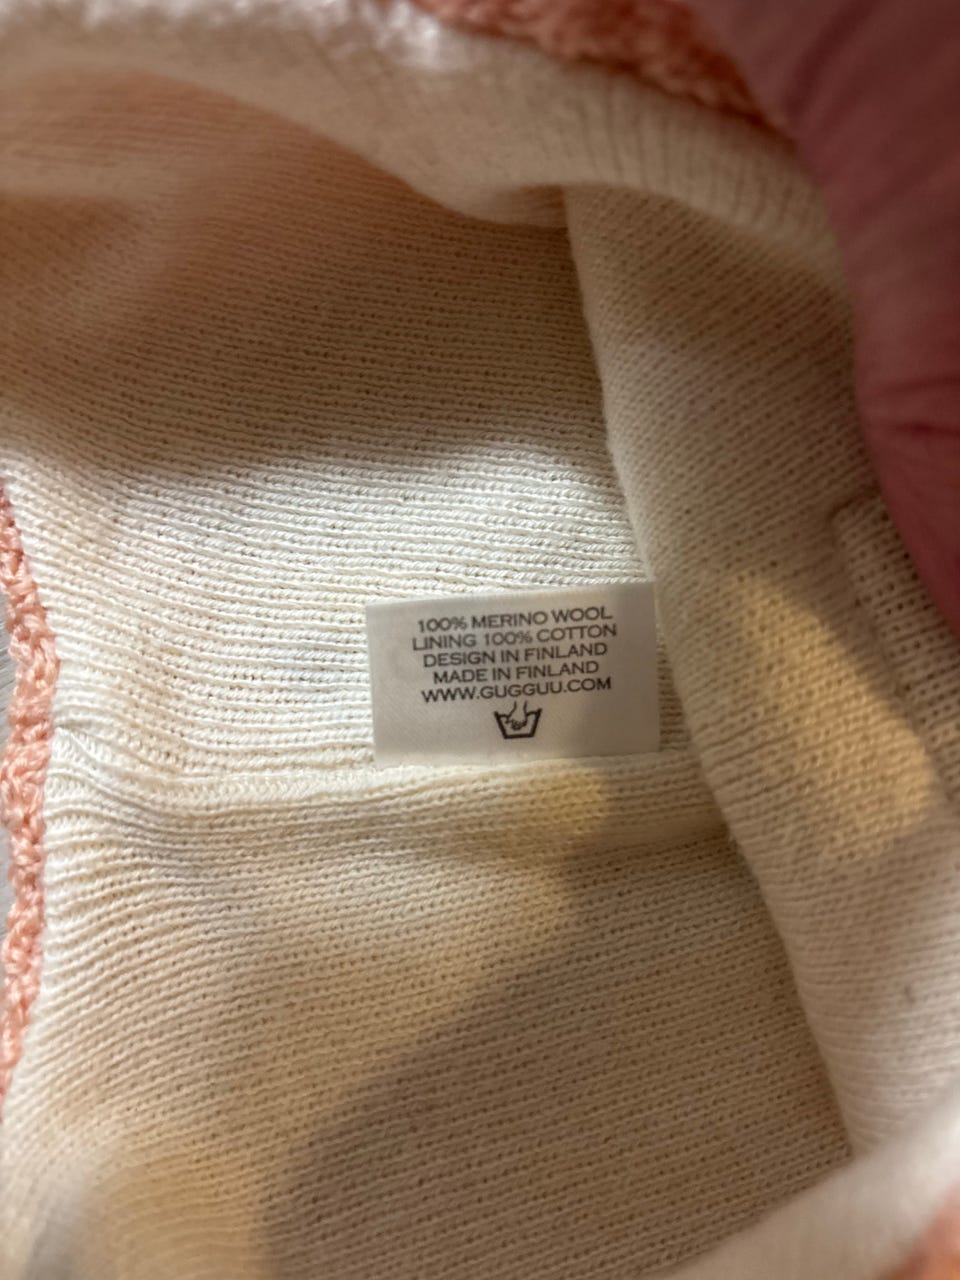 100% MERINO WOOL
LINING 100% COTTON
DESIGN IN FINLAND
MADE IN FINLAND
WWW.GUGGUU.COM